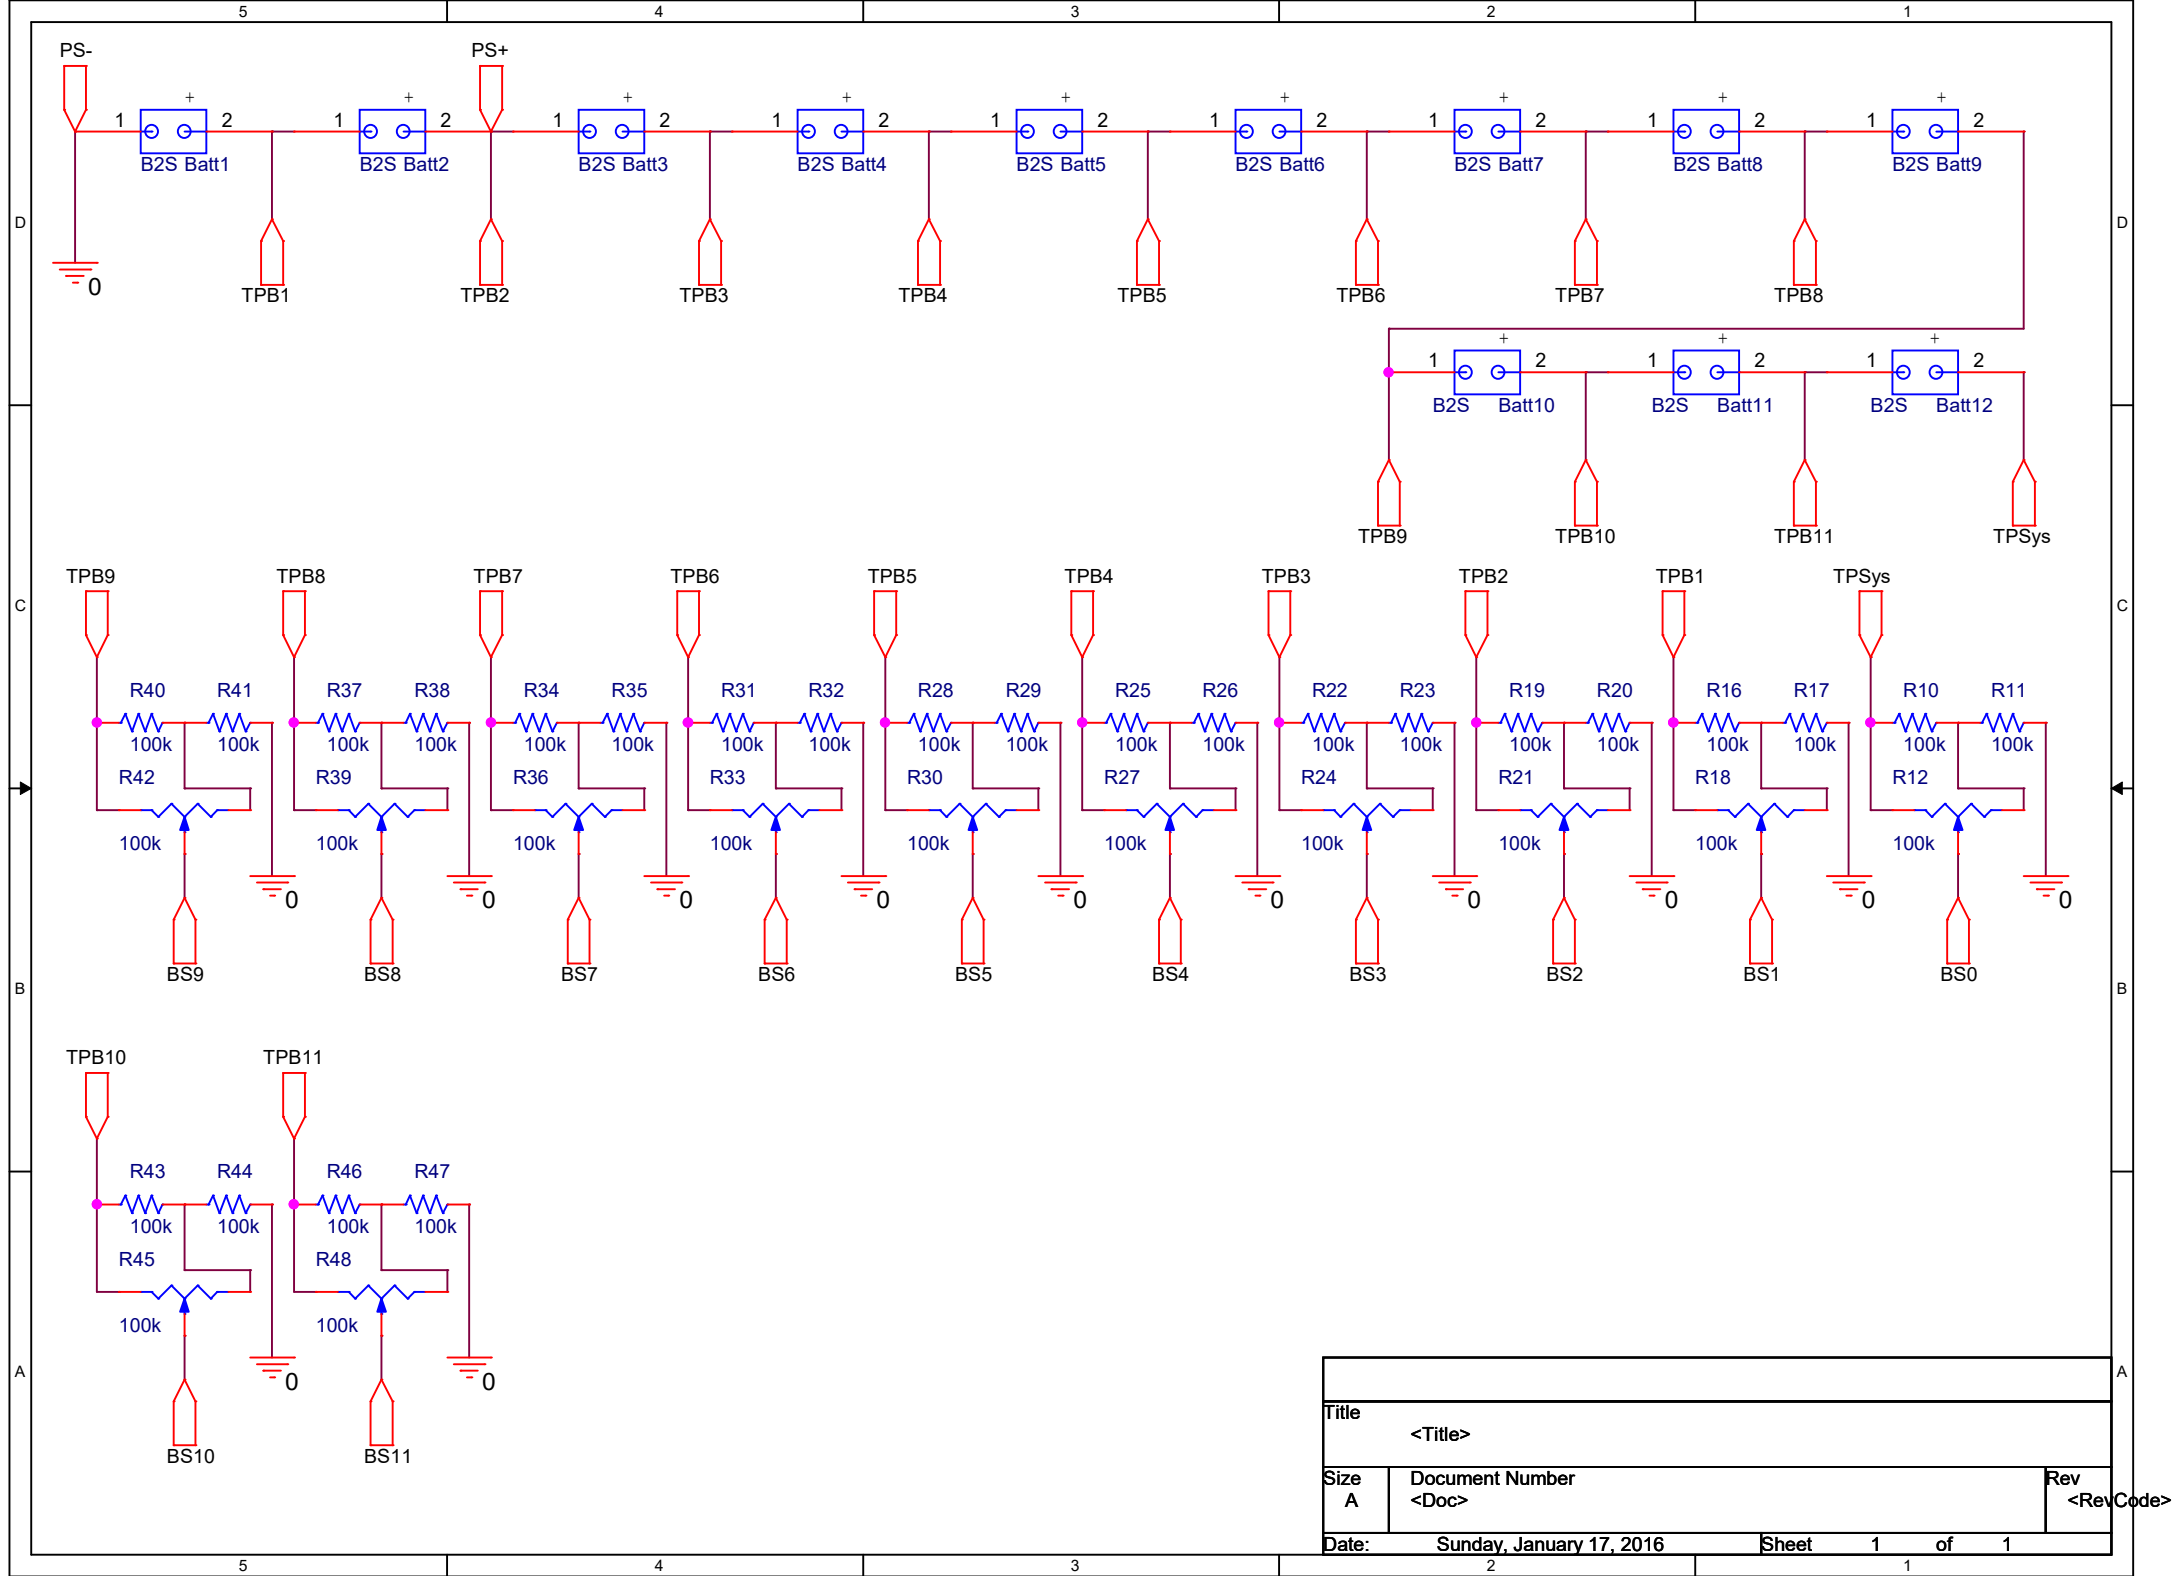 5 4 3 2 1
PS- PS+
+ + + + + + + + +
1 2 1 2 1 2 1 2 1 2 1 2 1 2 1 2 1 2
B2S Batt1 B2S Batt2 B2S Batt3 B2S Batt4 B2S Batt5 B2S Batt6 B2S Batt7 B2S Batt8 B2S Batt9
D D
0
TPB1 TPB2 TPB3 TPB4 TPB5 TPB6 TPB7 TPB8
+ + +
1 2 1 2 1 2
B2S Batt10 B2S Batt11 B2S Batt12
TPB9 TPB10 TPB11 TPSys
TPB9 TPB8 TPB7 TPB6 TPB5 TPB4 TPB3 TPB2 TPB1 TPSys
C C
R40 R41 R37 R38 R34 R35 R31 R32 R28 R29 R25 R26 R22 R23 R19 R20 R16 R17 R10 R11
100k 100k 100k 100k 100k 100k 100k 100k 100k 100k 100k 100k 100k 100k 100k 100k 100k 100k 100k 100k
R42 R39 R36 R33 R30 R27 R24 R21 R18 R12
100k 100k 100k 100k 100k 100k 100k 100k 100k 100k
0 0 0 0 0 0 0 0 0 0
BS9 BS8 BS7 BS6 BS5 BS4 BS3 BS2 BS1 BS0
B B
TPB10 TPB11
R43 R44 R46 R47
100k 100k 100k 100k
R45 R48
100k 100k
A A
0 0
BS10 BS11
Title
<Title>
Size Document Number Rev
A <Doc> <RevCode>
Date: Sunday, January 17, 2016 Sheet 1 of 1
5 4 3 2 1